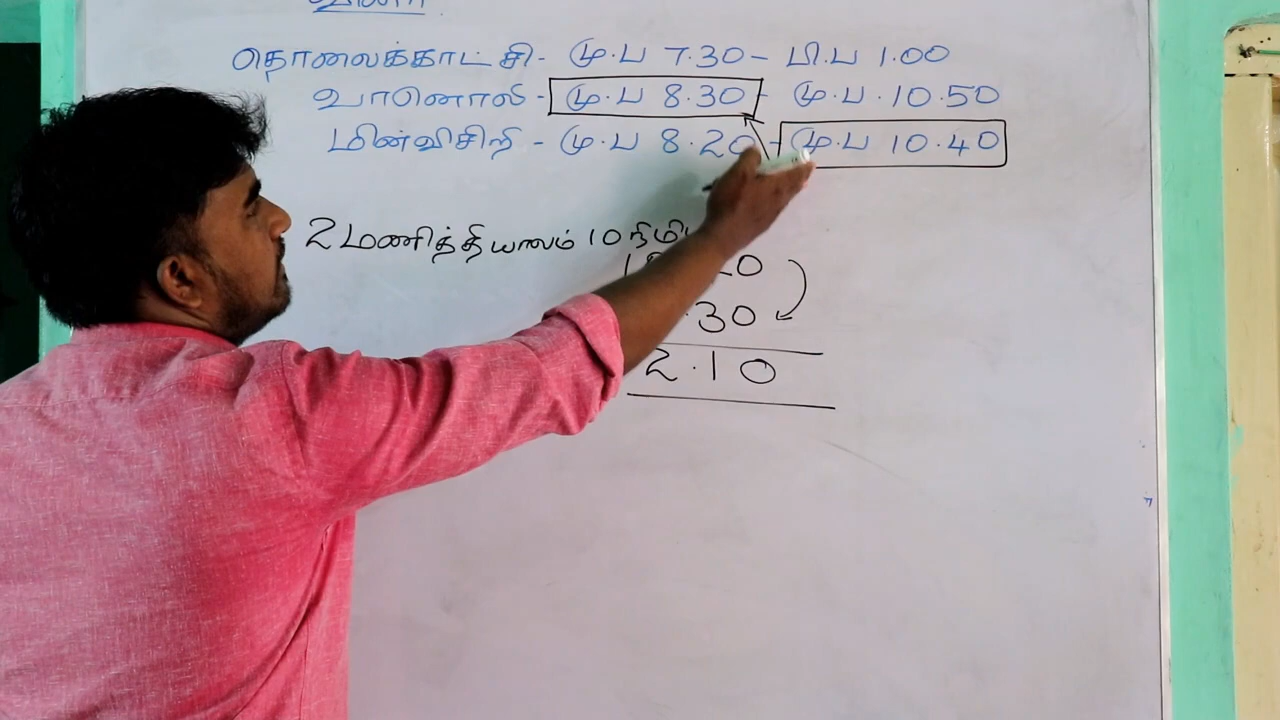 வினா
தொலைக்காட்சி - மு.ப 7.30 - பி.ப 1.00
வானொலி - மு.ப 8.30 - மு.ப. 10.50
மின்விசிறி - மு.ப 8.20 - மு.ப 10.40
2 மணித்தியாலம் 10
30
2.10